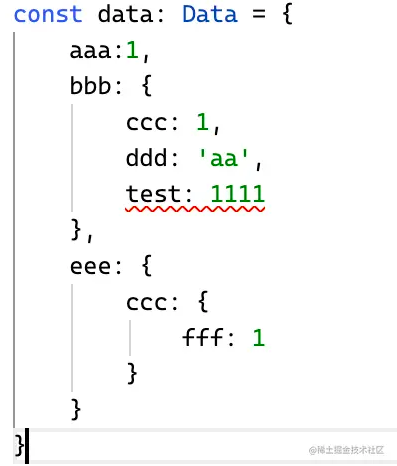 const data: Data = {
    aaa:1,
    bbb: {
        ccc: 1,
        ddd: 'aa',
        test: 1111
    },
    eee: {
        ccc: {
            fff: 1
        }
    }
}
@稀土掘金技术社区